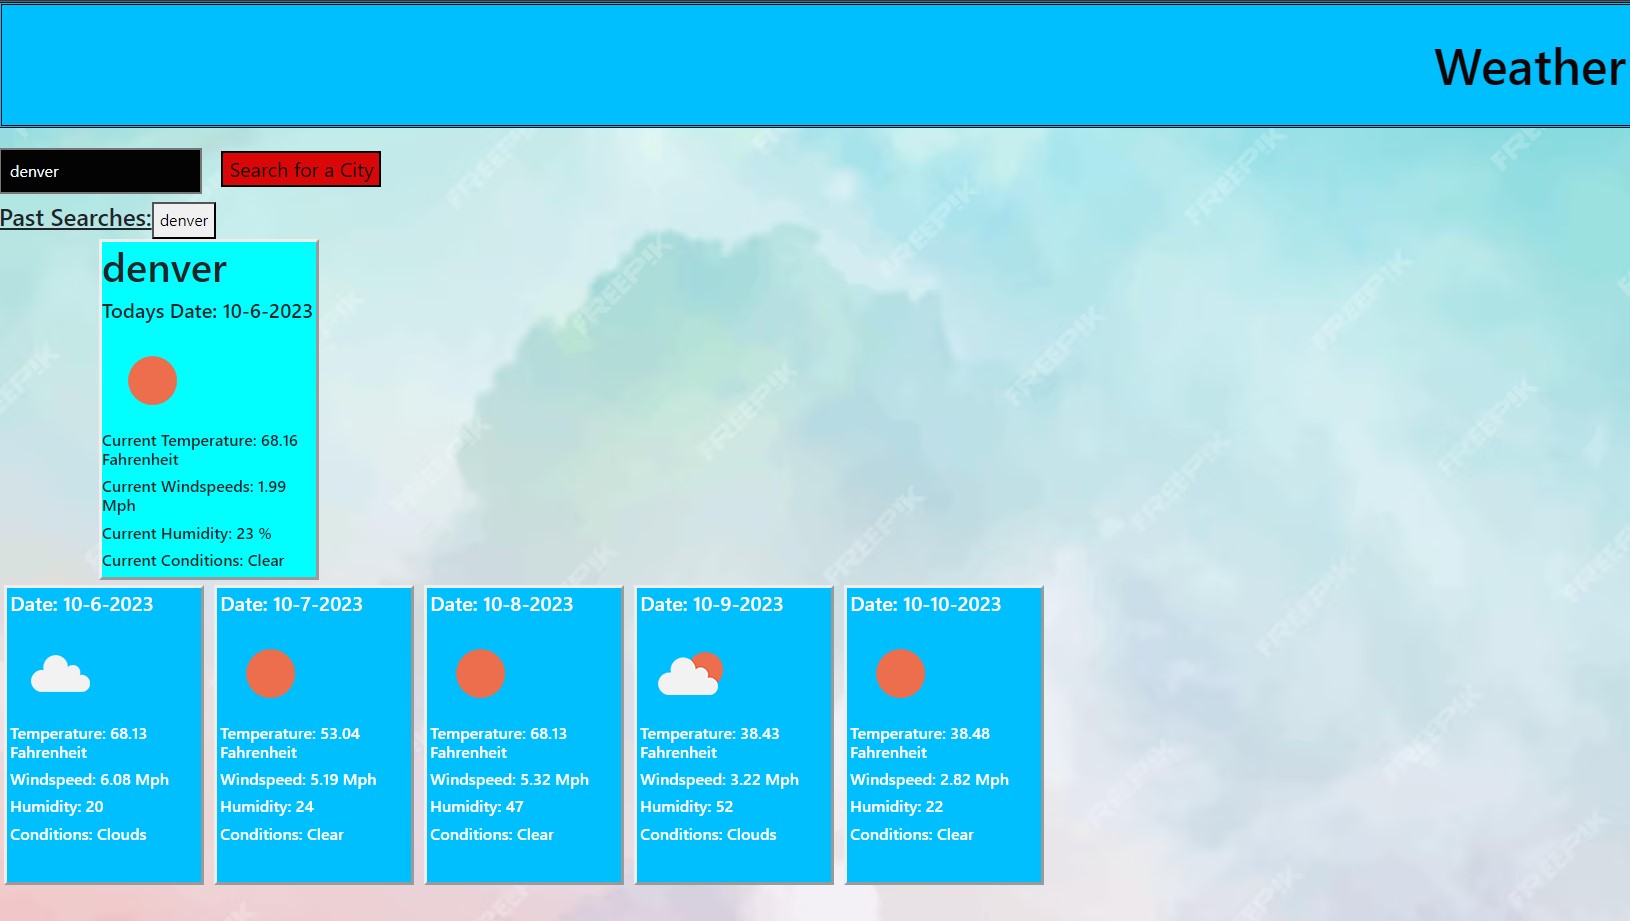 Weather
denver
Search for a City
Past Searches:
denver
denver
Todays Date: 10-6-2023
Current Temperature: 68.16
Fahrenheit
Current Windspeeds: 1.99
Mph
Current Humidity: 23 %
Current Conditions: Clear
Date: 10-6-2023
Temperature: 68.13
Fahrenheit
Windspeed: 6.08 Mph
Humidity: 20
Conditions: Clouds
Date: 10-7-2023
Temperature: 53.04
Fahrenheit
Windspeed: 5.19 Mph
Humidity: 24
Conditions: Clear
Date: 10-8-2023
Temperature: 68.13
Fahrenheit
Windspeed: 5.32 Mph
Humidity: 47
Conditions: Clear
Date: 10-9-2023
Temperature: 38.43
Fahrenheit
Windspeed: 3.22 Mph
Humidity: 52
Conditions: Clouds
Date: 10-10-2023
Temperature: 38.48
Fahrenheit
Windspeed: 2.82 Mph
Humidity: 22
Conditions: Clear
FREEPIK